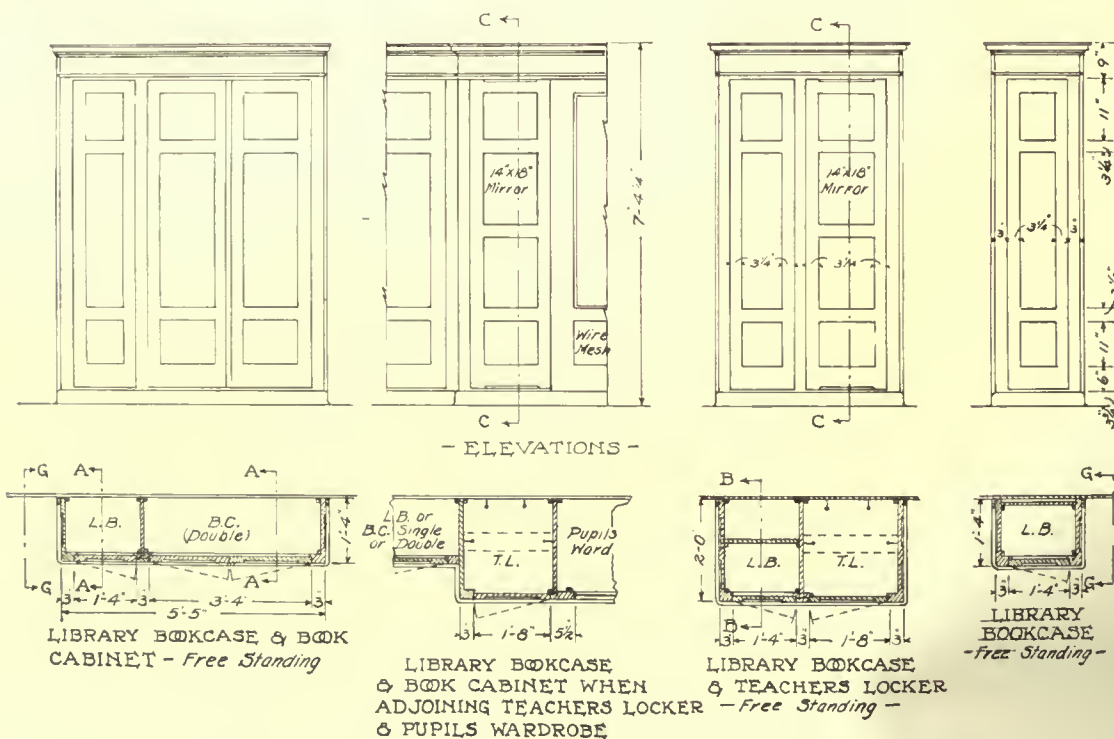 C
C
14"x18"
Mirror
14"x18"
Mirror
7'-4¼"
9"
11"
3¼"
3¼"
3¼"
3"
3¼"
3"
Wire
Mesh
11"
6"
C
C
- ELEVATIONS -
G
A
A
L.B.
B.C.
(Double)
1'-4"
G
A
A
3"
1'-4"
3"
3'-4"
3"
5'-5"
LIBRARY BOOKCASE & BOOK
CABINET - Free Standing
L.B. or
B.C. Single
or Double
T.L.
Pupils
Ward.
3"
1'-8"
5½"
LIBRARY BOOKCASE
& BOOK CABINET WHEN
ADJOINING TEACHERS LOCKER
& PUPILS WARDROBE
B
2'-0"
L.B.
T.L.
B
3"
1'-4"
3"
1'-8"
3"
LIBRARY BOOKCASE
& TEACHERS LOCKER
- Free Standing -
G
1'-4"
L.B.
3"
1'-4"
3"
G
LIBRARY
BOOKCASE
- Free Standing -